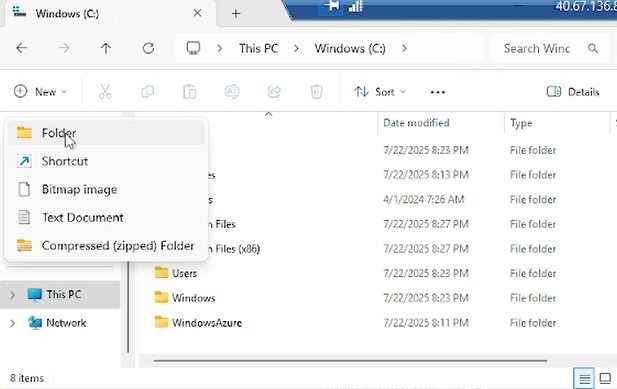 Windows (C:)
40.67.136.8
This PC > Windows (C:) >
Search Winc
New
Sort
Details
Date modified Type
Folder
7/22/2025 8:23 PM File folder
Shortcut
es 7/22/2025 8:13 PM File folder
Bitmap image
s 4/1/2024 7:26 AM File folder
Text Document
n Files 7/22/2025 8:27 PM File folder
Compressed (zipped) Folder
n Files (x86) 7/22/2025 8:27 PM File folder
Users 7/22/2025 8:23 PM File folder
This PC
Windows 7/22/2025 8:23 PM File folder
Network
WindowsAzure 7/22/2025 8:11 PM File folder
8 items